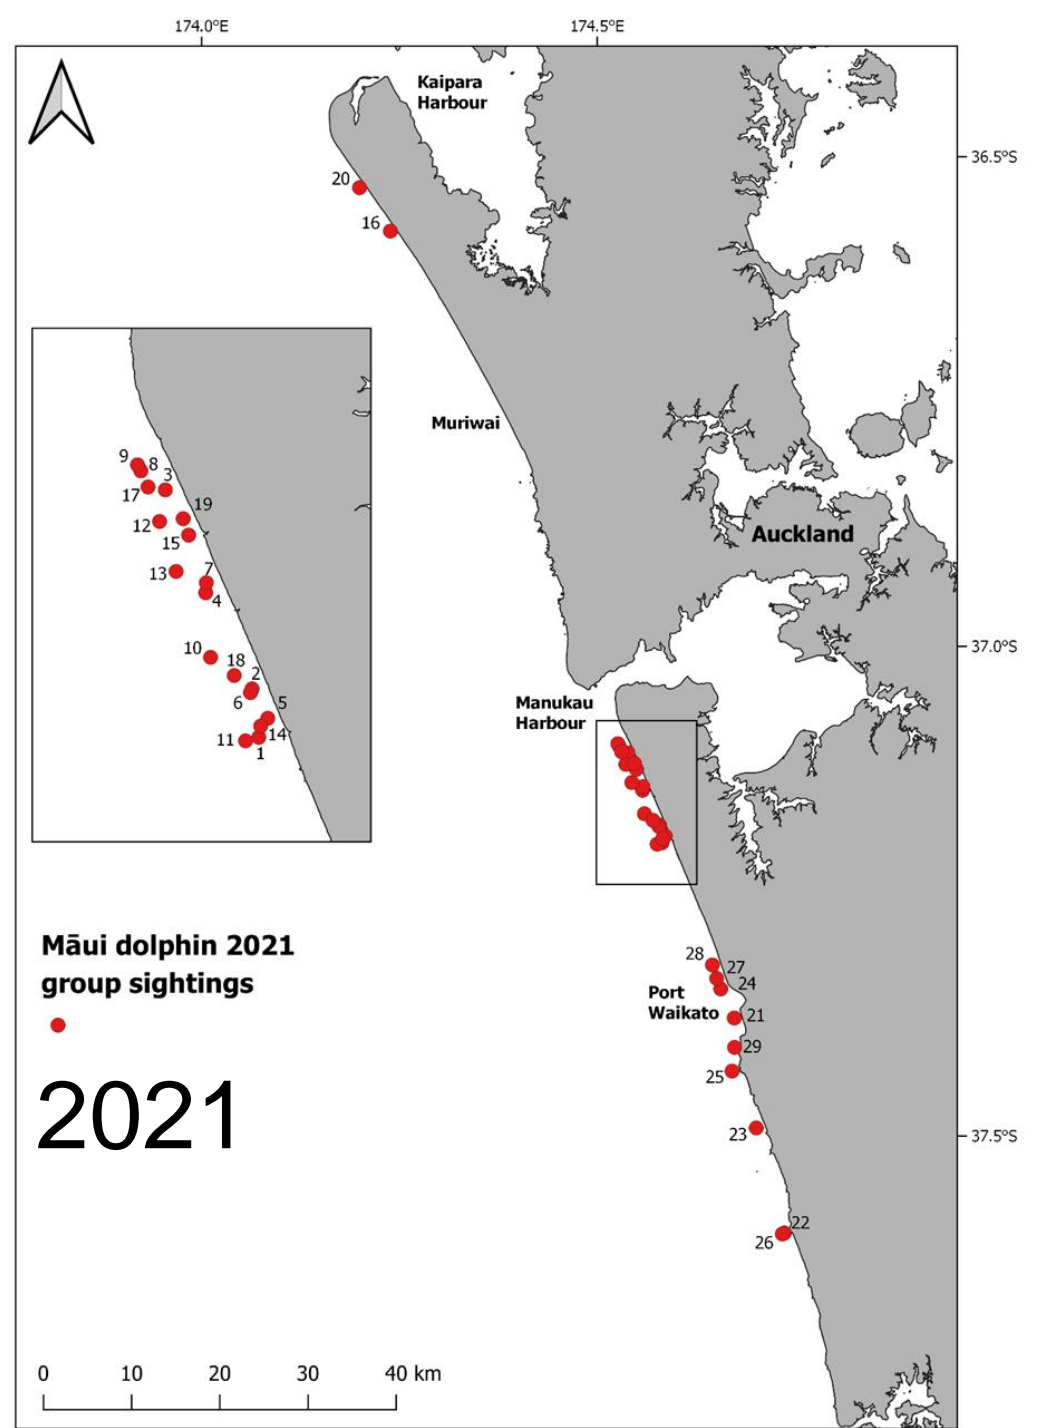 174.0°E
174.5°E
Kaipara
Harbour
36.5°S
20
16
Muriwai
9
8
3
17
19
12
15
Auckland
7
13
4
37.0°S
10
18
2
6
Manukau
Harbour
5
14
11
1
Māui dolphin 2021
group sightings
28
27
24
Port
Waikato
21
29
25
2021
23
37.5°S
22
26
0 10 20 30 40 km